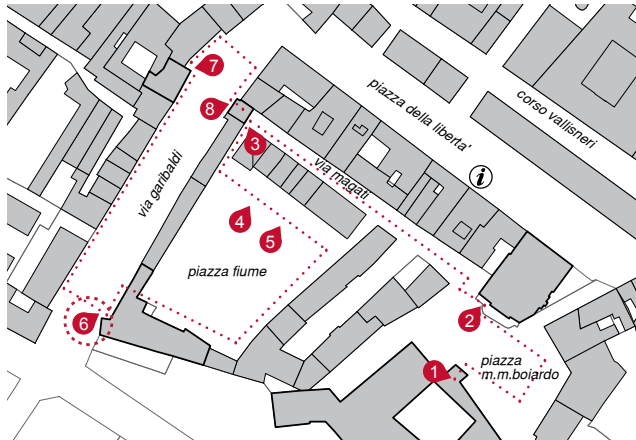 7
8
3
piazza della liberta'
corso vallisneri
via garibaldi
via magati
i
4
5
piazza fiume
6
2
1
piazza
m.m.boiardo